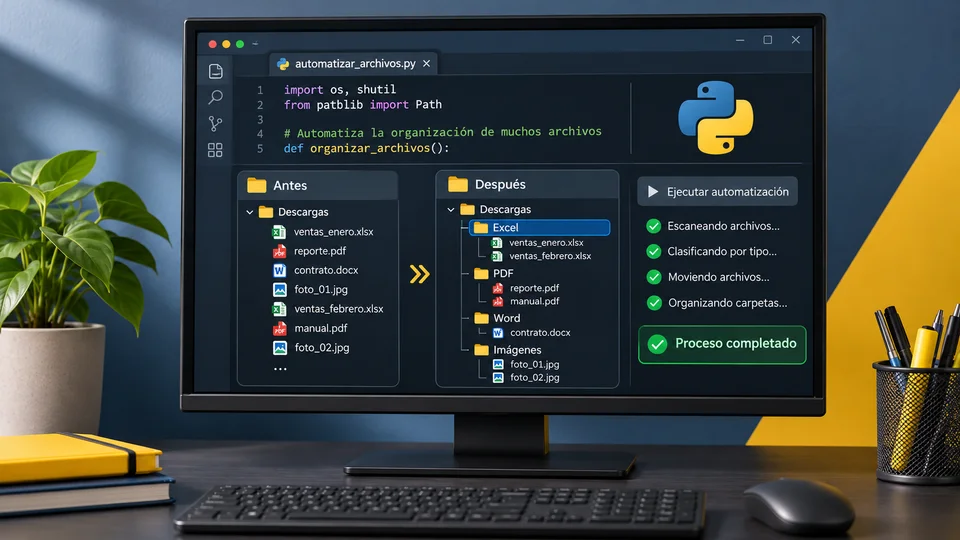 automatizar_archivos.py
1 import os, shutil
2 from patblib import Path
3
4 # Automatiza la organización de muchos archivos
5 def organizar_archivos():
Antes
Descargas
ventas_enero.xlsx
reporte.pdf
contrato.docx
foto_01.jpg
ventas_febrero.xlsx
manual.pdf
foto_02.jpg
...
Después
Descargas
Excel
ventas_enero.xlsx
ventas_febrero.xlsx
PDF
reporte.pdf
manual.pdf
Word
contrato.docx
Imágenes
foto_01.jpg
foto_02.jpg
Ejecutar automatización
Escaneando archivos...
Clasificando por tipo...
Moviendo archivos...
Organizando carpetas...
Proceso completado